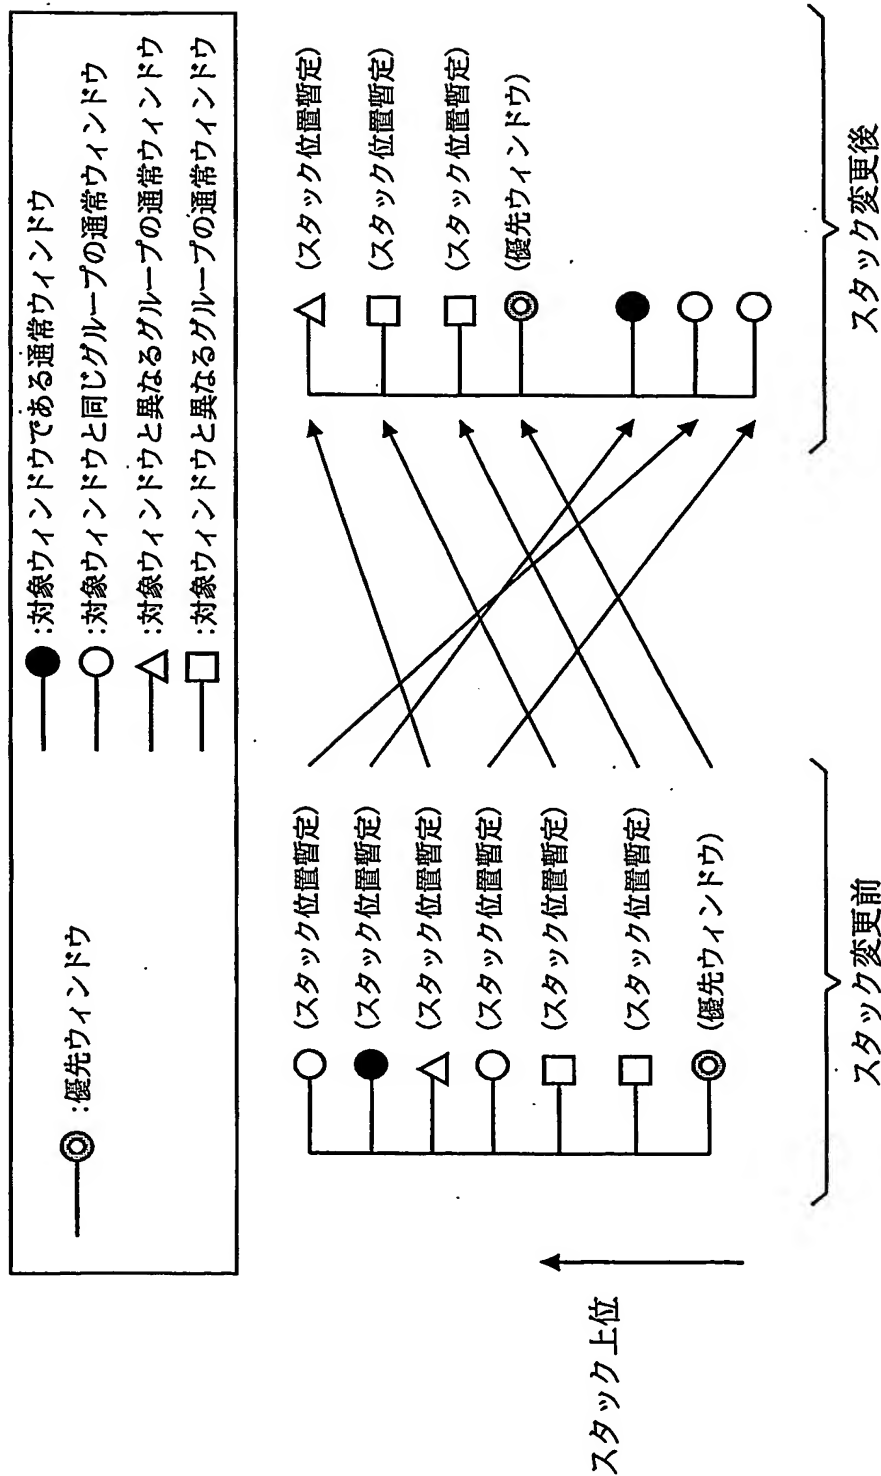 :優先ウィンドウ
:対象ウィンドウである通常ウィンドウ
:対象ウィンドウと同じグループの通常ウィンドウ
:対象ウィンドウと異なるグループの通常ウィンドウ
:対象ウィンドウと異なるグループの通常ウィンドウ
スタック上位
(スタック位置暫定)
(スタック位置暫定)
(スタック位置暫定)
(スタック位置暫定)
(スタック位置暫定)
(スタック位置暫定)
(優先ウィンドウ)
スタック変更前
(スタック位置暫定)
(スタック位置暫定)
(スタック位置暫定)
(優先ウィンドウ)
スタック変更後